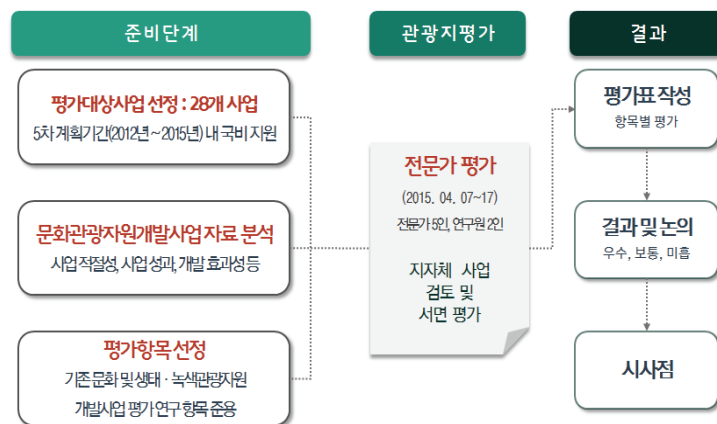 준비단계
평가대상사업 선정 : 28개 사업
5차 계획기간(2012년 ~ 2015년) 내 국비 지원
문화관광자원개발사업 자료 분석
사업 적절성, 사업 성과, 개발 효과성 등
평가항목 선정
기존 문화 및 생태 · 녹색관광자원
개발사업 평가 연구 항목 준용
관광지평가
전문가 평가
(2015. 04. 07~17)
전문가 5인, 연구원 2인
지자체 사업
검토 및
서면 평가
결과
평가표 작성
항목별 평가
결과 및 논의
우수, 보통, 미흡
시사점